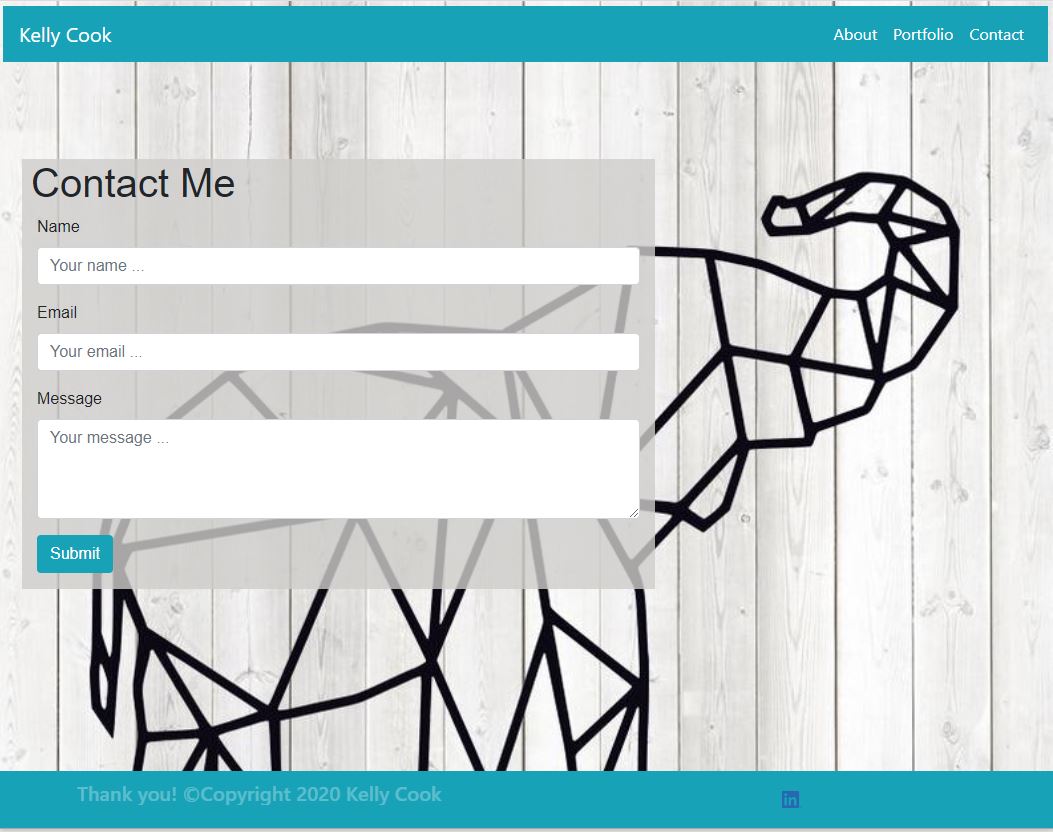 Kelly Cook
About Portfolio Contact
Contact Me
Name
Your name ...
Email
Your email ...
Message
Your message ...
Submit
Thank you! ©Copyright 2020 Kelly Cook
in